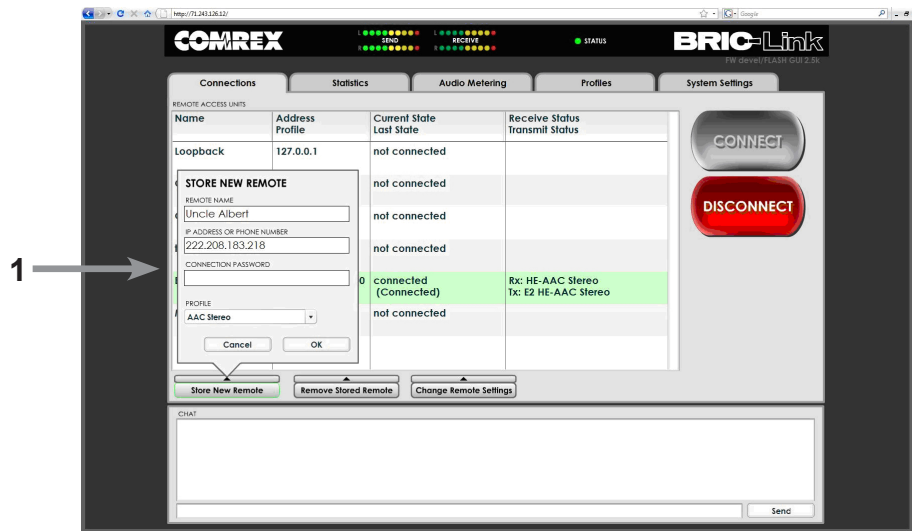 http://71.243.126.12/
Google
COMREX
L
SEND
R
L
RECEIVE
R
STATUS
BRIC-Link
FW devel/FLASH GUI 2.5k
Connections
Statistics
Audio Metering
Profiles
System Settings
REMOTE ACCESS UNITS
Name
Address
Profile
Current State
Last State
Receive Status
Transmit Status
Loopback
127.0.0.1
not connected
not connected
not connected
not connected
0 connected
(Connected)
Rx: HE-AAC Stereo
Tx: E2 HE-AAC Stereo
not connected
CONNECT
DISCONNECT
1
STORE NEW REMOTE
REMOTE NAME
Uncle Albert
IP ADDRESS OR PHONE NUMBER
222.208.183.218
CONNECTION PASSWORD
PROFILE
AAC Stereo
Cancel
OK
Store New Remote
Remove Stored Remote
Change Remote Settings
CHAT
Send